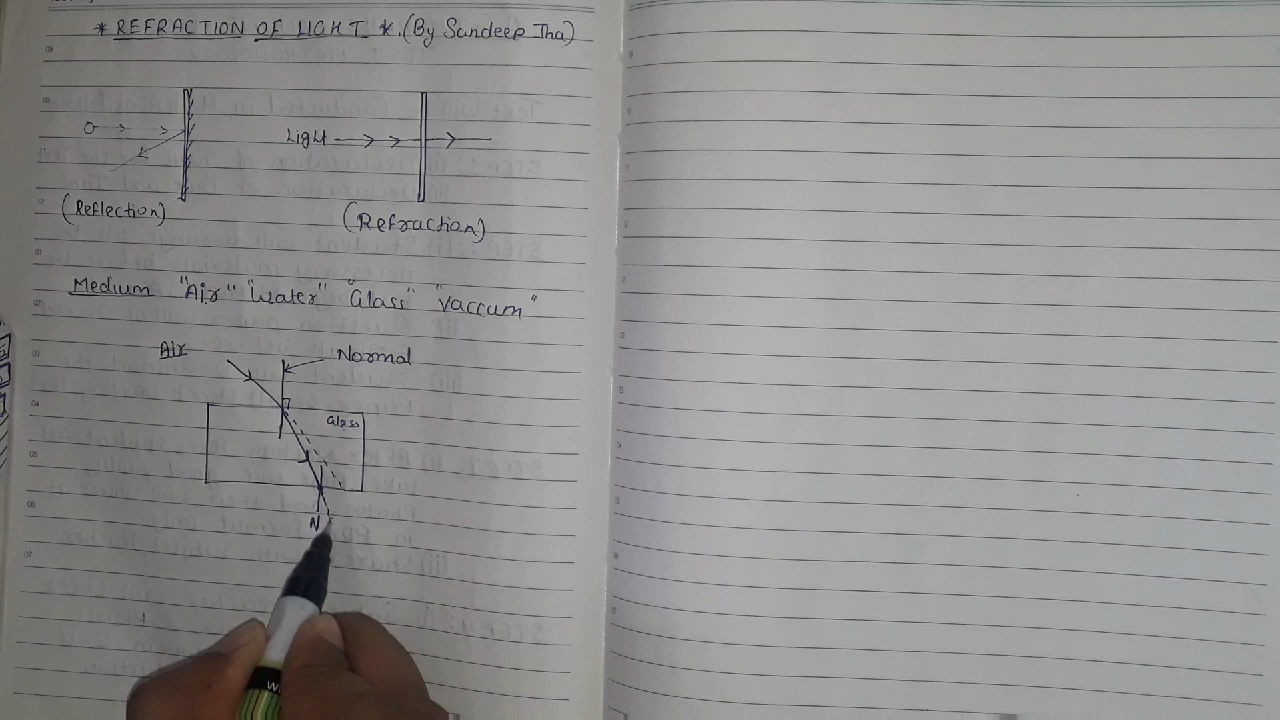 * REFRACTION OF LIGHT *. (By Sandeep Jha)
Light
(Reflection)
(Refraction)
Medium "Air" "Water" "Glass" "Vaccum"
Air
Normal
Glass
N